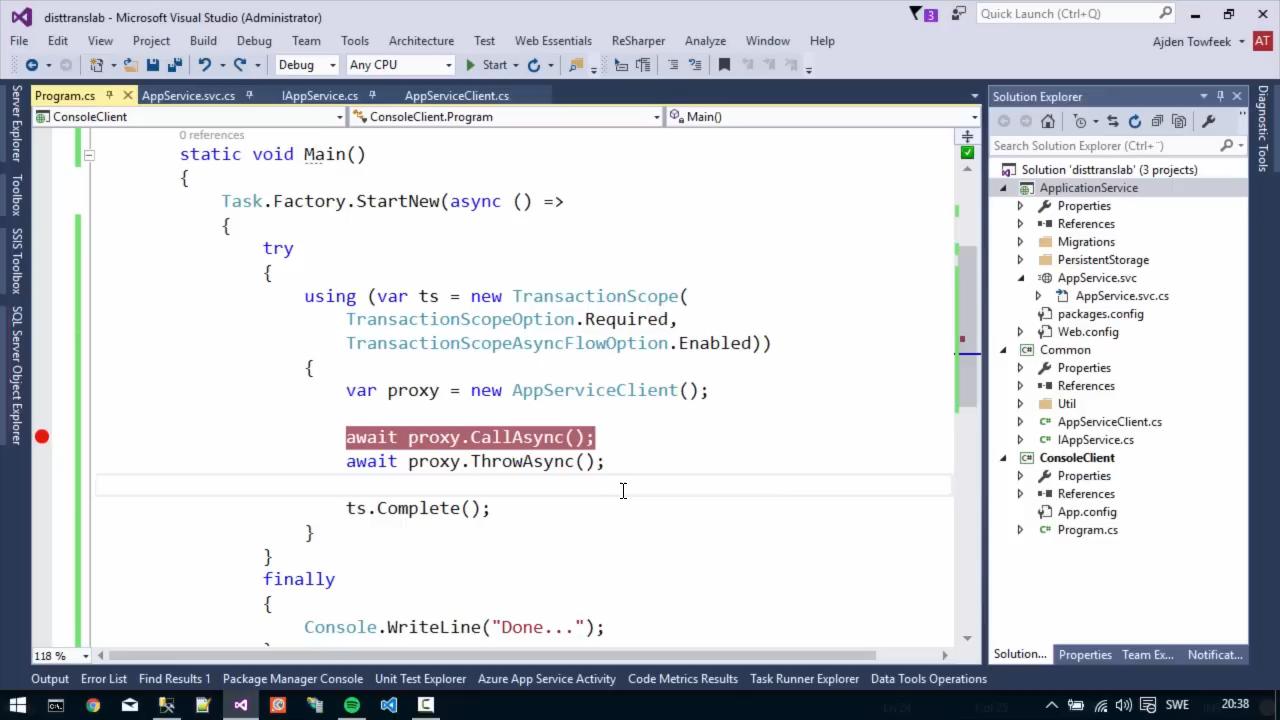 disttranslab - Microsoft Visual Studio (Administrator)
3
Quick Launch (Ctrl+Q)
File Edit View Project Build Debug Team Tools Architecture Test Web Essentials ReSharper Analyze Window Help
Ajden Towfeek AT
Debug Any CPU Start
Program.cs AppService.svc.cs IAppService.cs AppServiceClient.cs
ConsoleClient ConsoleClient.Program Main()
0 references
static void Main()
{
Task.Factory.StartNew(async () =>
{
try
{
using (var ts = new TransactionScope(
TransactionScopeOption.Required,
TransactionScopeAsyncFlowOption.Enabled))
{
var proxy = new AppServiceClient();
await proxy.CallAsync();
await proxy.ThrowAsync();
ts.Complete();
}
}
finally
{
Console.WriteLine("Done...");
118 %
Server Explorer
Toolbox
SSIS Toolbox
SQL Server Object Explorer
Solution Explorer
Search Solution Explorer (Ctrl+¨)
Solution 'disttranslab' (3 projects)
ApplicationService
Properties
References
Migrations
PersistentStorage
AppService.svc
AppService.svc.cs
packages.config
Web.config
Common
Properties
References
Util
AppServiceClient.cs
IAppService.cs
ConsoleClient
Properties
References
App.config
Program.cs
Solution... Properties Team Ex... Notificat...
Diagnostic Tools
Output Error List Find Results 1 Package Manager Console Unit Test Explorer Azure App Service Activity Code Metrics Results Task Runner Explorer Data Tools Operations
SWE 20:38